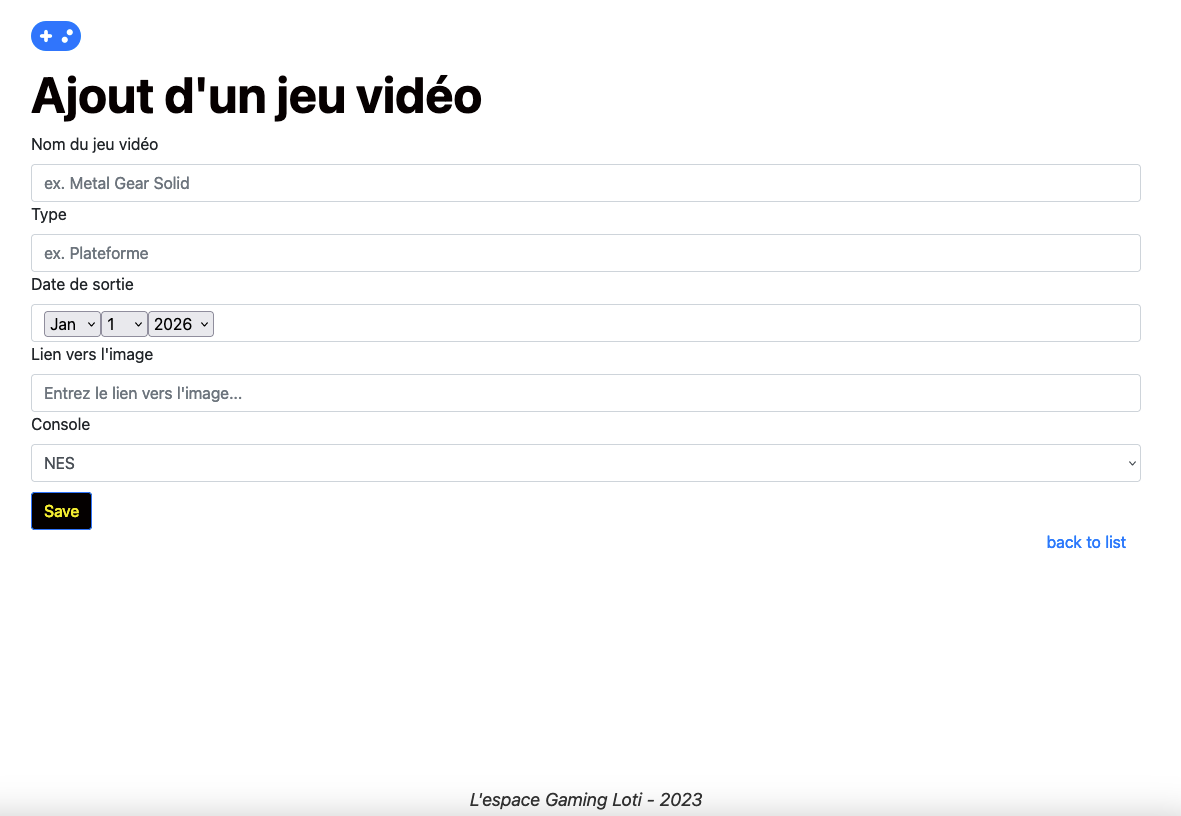 Ajout d'un jeu vidéo
Nom du jeu vidéo
ex. Metal Gear Solid
Type
ex. Plateforme
Date de sortie
Jan 1 2026
Lien vers l'image
Entrez le lien vers l'image...
Console
NES
Save
back to list
L'espace Gaming Loti - 2023